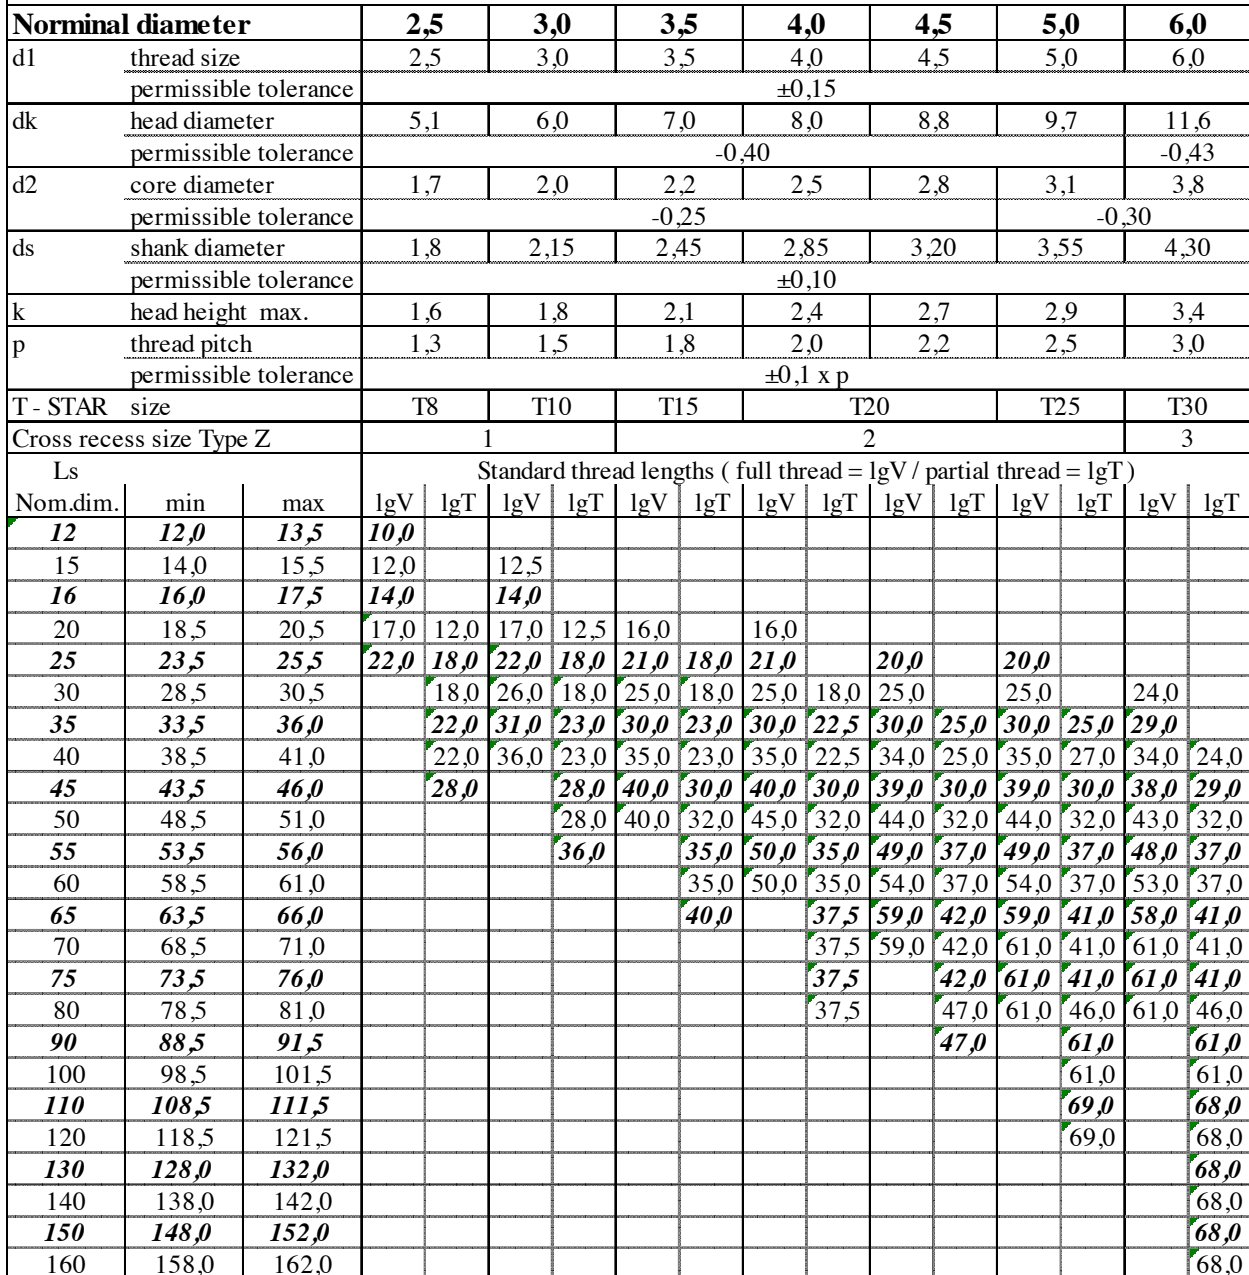 Norminal diameter 2,5 3,0 3,5 4,0 4,5 5,0 6,0
d1 thread size 2,5 3,0 3,5 4,0 4,5 5,0 6,0
permissible tolerance ±0,15
dk head diameter 5,1 6,0 7,0 8,0 8,8 9,7 11,6
permissible tolerance -0,40 -0,43
d2 core diameter 1,7 2,0 2,2 2,5 2,8 3,1 3,8
permissible tolerance -0,25 -0,30
ds shank diameter 1,8 2,15 2,45 2,85 3,20 3,55 4,30
permissible tolerance ±0,10
k head height max. 1,6 1,8 2,1 2,4 2,7 2,9 3,4
p thread pitch 1,3 1,5 1,8 2,0 2,2 2,5 3,0
permissible tolerance ±0,1 x p
T - STAR size T8 T10 T15 T20 T25 T30
Cross recess size Type Z 1 2 3
Ls Standard thread lengths ( full thread = lgV / partial thread = lgT )
Nom.dim. min max lgV lgT lgV lgT lgV lgT lgV lgT lgV lgT lgV lgT lgV lgT
12 12,0 13,5 10,0
15 14,0 15,5 12,0 12,5
16 16,0 17,5 14,0 14,0
20 18,5 20,5 17,0 12,0 17,0 12,5 16,0 16,0
25 23,5 25,5 22,0 18,0 22,0 18,0 21,0 18,0 21,0 20,0 20,0
30 28,5 30,5 18,0 26,0 18,0 25,0 18,0 25,0 18,0 25,0 25,0 24,0
35 33,5 36,0 22,0 31,0 23,0 30,0 23,0 30,0 22,5 30,0 25,0 30,0 25,0 29,0
40 38,5 41,0 22,0 36,0 23,0 35,0 23,0 35,0 22,5 34,0 25,0 35,0 27,0 34,0 24,0
45 43,5 46,0 28,0 28,0 40,0 30,0 40,0 30,0 39,0 30,0 39,0 30,0 38,0 29,0
50 48,5 51,0 28,0 40,0 32,0 45,0 32,0 44,0 32,0 44,0 32,0 43,0 32,0
55 53,5 56,0 36,0 35,0 50,0 35,0 49,0 37,0 49,0 37,0 48,0 37,0
60 58,5 61,0 35,0 50,0 35,0 54,0 37,0 54,0 37,0 53,0 37,0
65 63,5 66,0 40,0 37,5 59,0 42,0 59,0 41,0 58,0 41,0
70 68,5 71,0 37,5 59,0 42,0 61,0 41,0 61,0 41,0
75 73,5 76,0 37,5 42,0 61,0 41,0 61,0 41,0
80 78,5 81,0 37,5 47,0 61,0 46,0 61,0 46,0
90 88,5 91,5 47,0 61,0 61,0
100 98,5 101,5 61,0 61,0
110 108,5 111,5 69,0 68,0
120 118,5 121,5 69,0 68,0
130 128,0 132,0 68,0
140 138,0 142,0 68,0
150 148,0 152,0 68,0
160 158,0 162,0 68,0